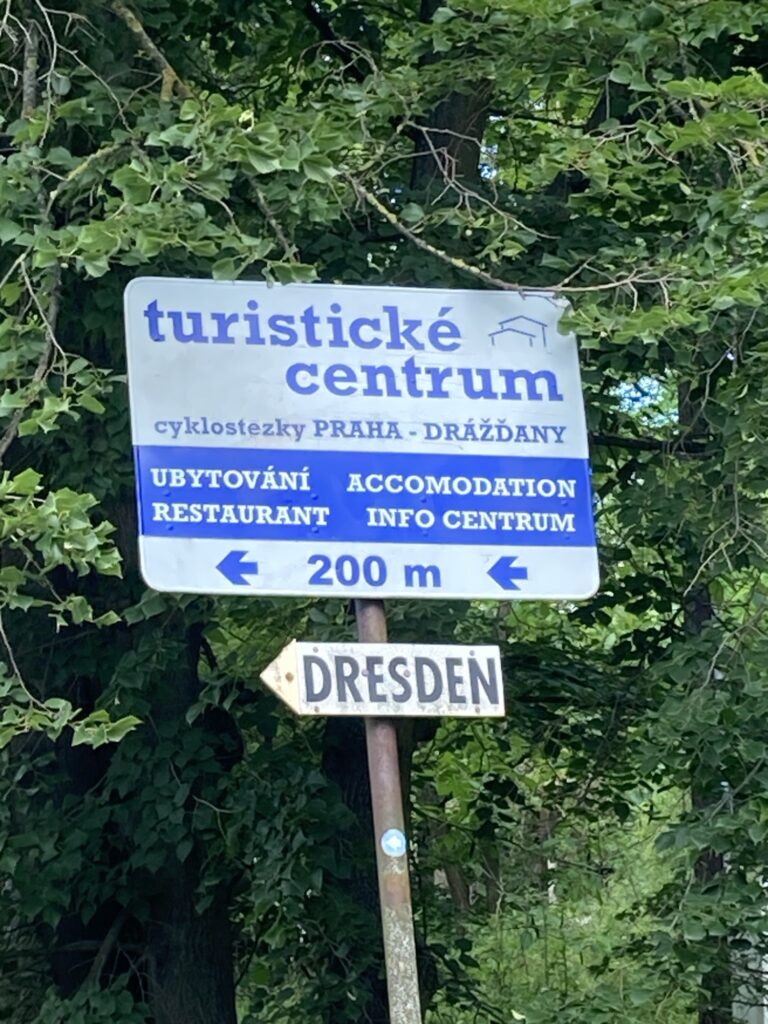 turistické
centrum
cyklostezky PRAHA - DRÁŽĎANY
UBYTOVÁNÍ ACCOMODATION
RESTAURANT INFO CENTRUM
200 m
DRESDEN